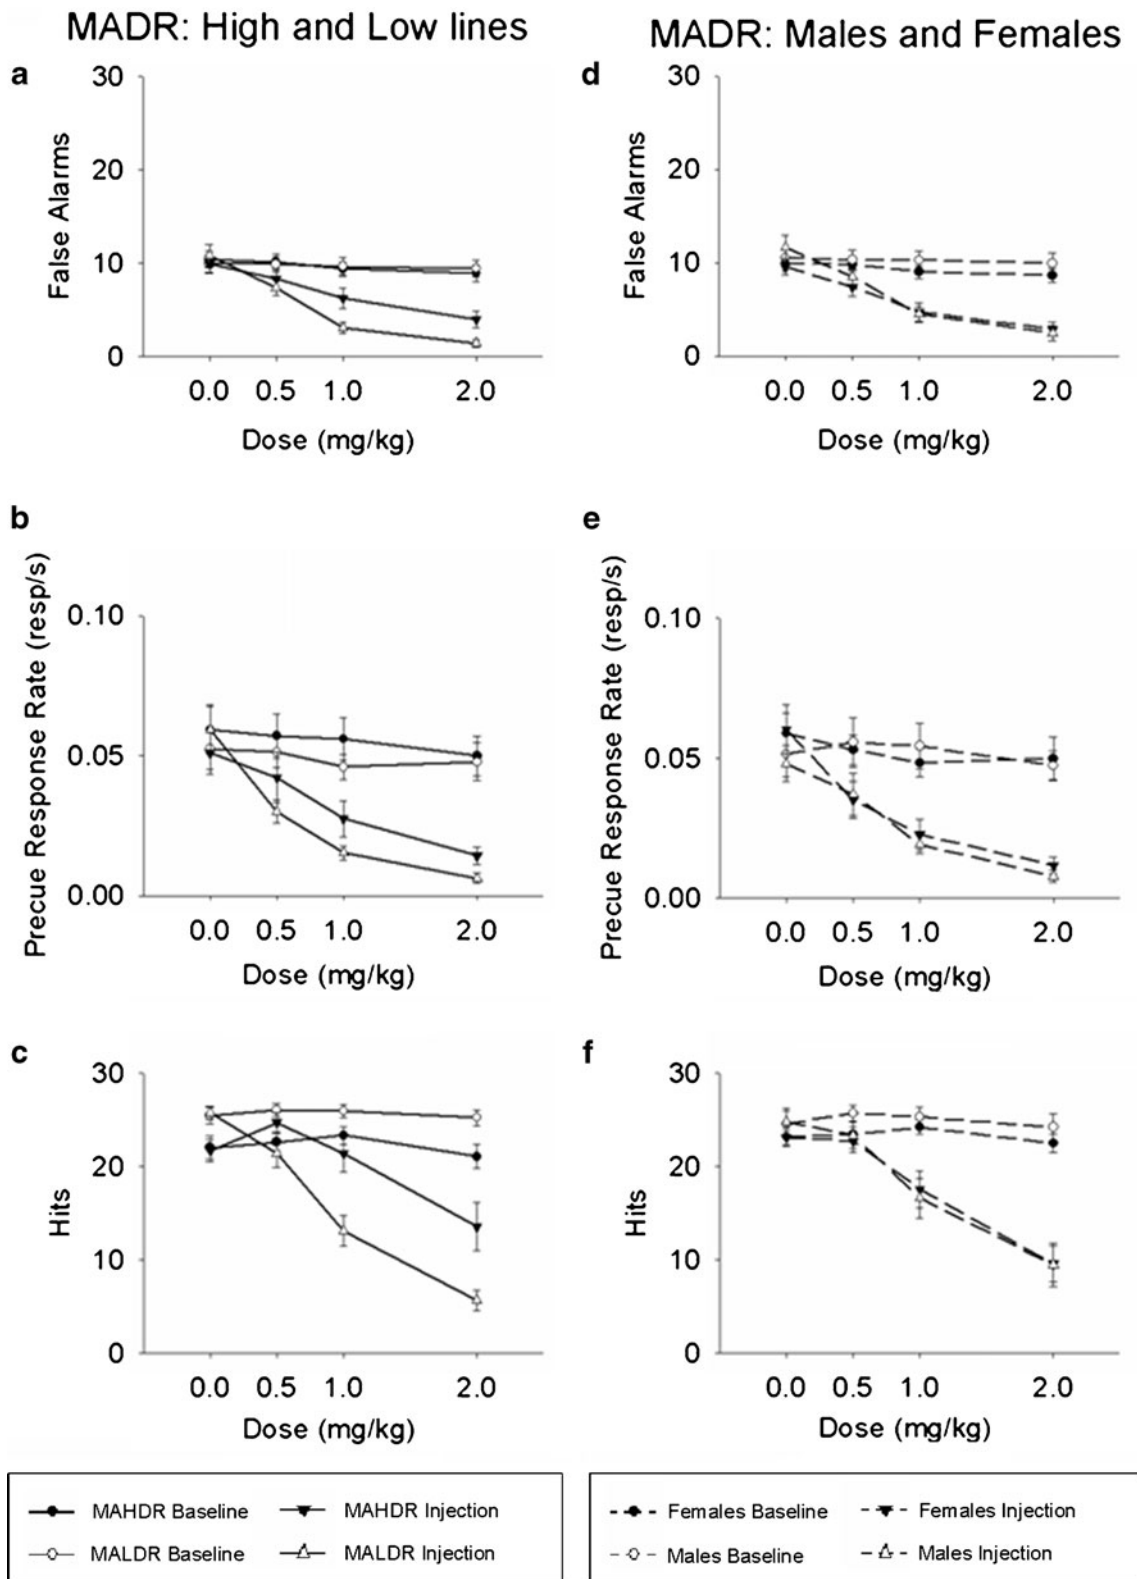 MADR: High and Low lines
a
30
20
10
0
False Alarms
0.0 0.5 1.0 2.0
Dose (mg/kg)
b
0.10
0.05
0.00
Precue Response Rate (resp/s)
0.0 0.5 1.0 2.0
Dose (mg/kg)
c
30
20
10
0
Hits
0.0 0.5 1.0 2.0
Dose (mg/kg)
MAHDR Baseline MAHDR Injection
MALDR Baseline MALDR Injection
MADR: Males and Females
d
30
20
10
0
False Alarms
0.0 0.5 1.0 2.0
Dose (mg/kg)
e
0.10
0.05
0.00
Precue Response Rate (resp/s)
0.0 0.5 1.0 2.0
Dose (mg/kg)
f
30
20
10
0
Hits
0.0 0.5 1.0 2.0
Dose (mg/kg)
Females Baseline Females Injection
Males Baseline Males Injection